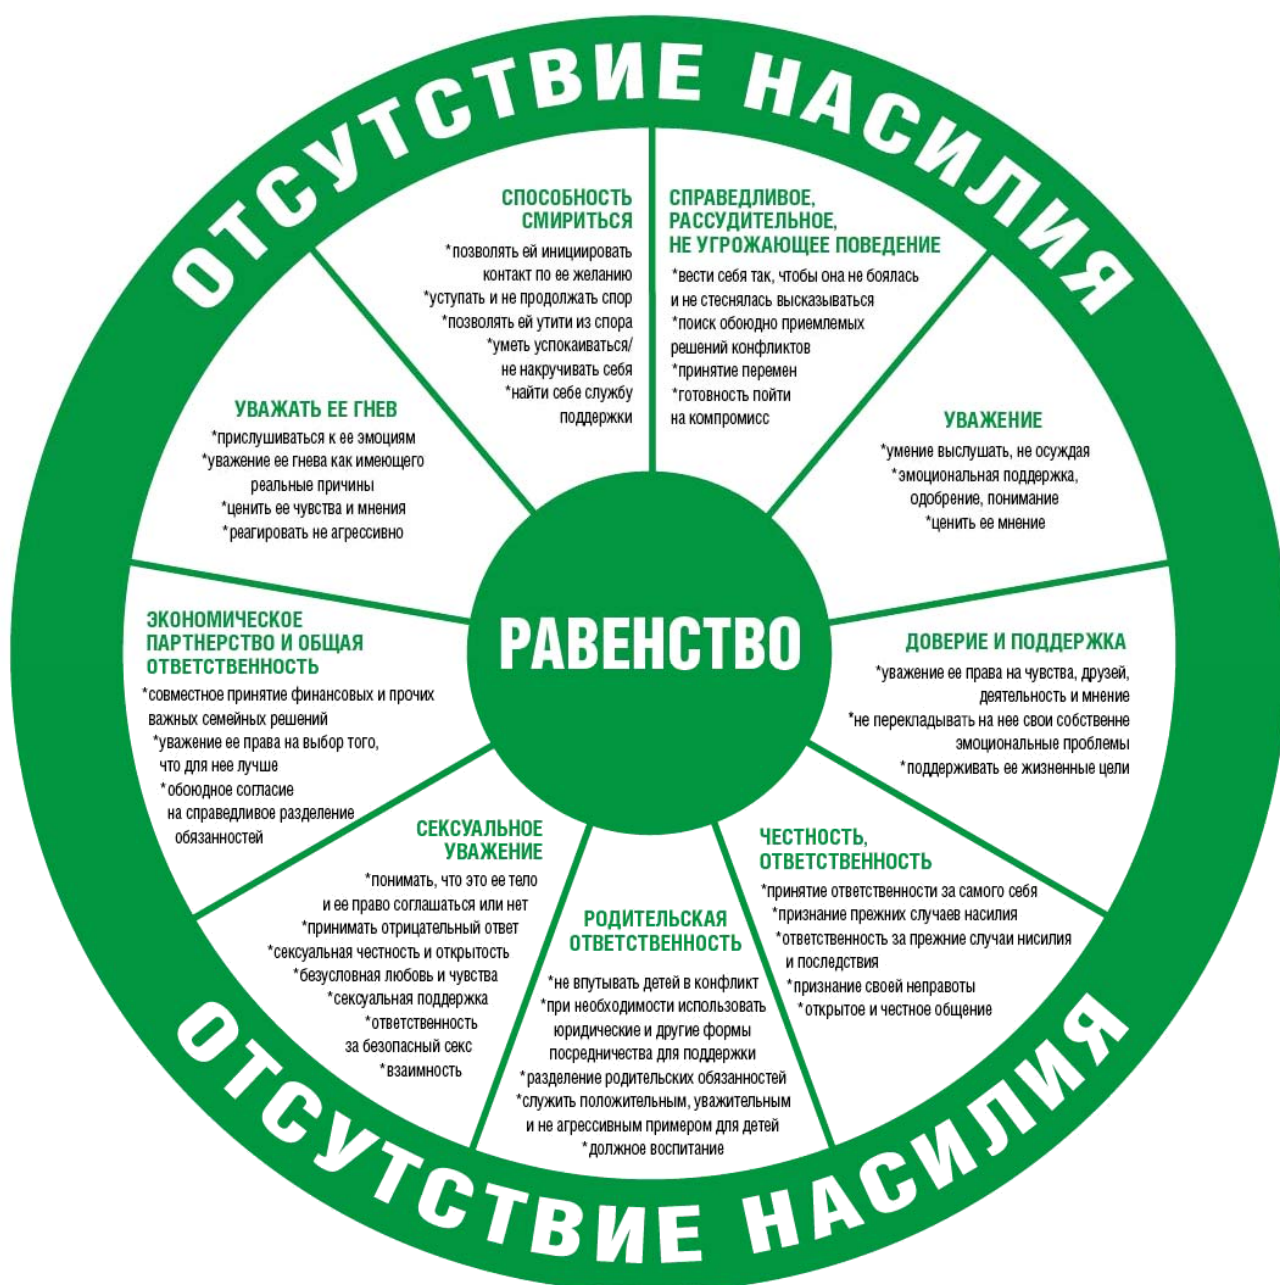 ОТСУТСТВИЕ НАСИЛИЯ
СПОСОБНОСТЬ
СМИРИТЬСЯ
*позволять ей инициировать
контакт по ее желанию
*уступать и не продолжать спор
*позволять ей утити из спора
*уметь успокаиваться/
не накручивать себя
*найти себе службу
поддержки
СПРАВЕДЛИВОЕ,
РАССУДИТЕЛЬНОЕ,
НЕ УГРОЖАЮЩЕЕ ПОВЕДЕНИЕ
*вести себя так, чтобы она не боялась
и не стеснялась высказываться
*поиск обоюдно приемлемых
решений конфликтов
*принятие перемен
*готовность пойти
на компромисс
УВАЖЕНИЕ
*умение выслушать, не осуждая
*эмоциональная поддержка,
одобрение, понимание
*ценить ее мнение
ДОВЕРИЕ И ПОДДЕРЖКА
*уважение ее права на чувства, друзей,
деятельность и мнение
*не перекладывать на нее свои собственне
эмоциональные проблемы
*поддерживать ее жизненные цели
ЧЕСТНОСТЬ,
ОТВЕТСТВЕННОСТЬ
*принятие ответственности за самого себя
*признание прежних случаев насилия
*ответственность за прежние случаи нисилия
и последствия
*признание своей неправоты
*открытое и честное общение
РОДИТЕЛЬСКАЯ
ОТВЕТСТВЕННОСТЬ
*не впутывать детей в конфликт
*при необходимости использовать
юридические и другие формы
посредничества для поддержки
*разделение родительских обязанностей
*служить положительным, уважительным
и не агрессивным примером для детей
*должное воспитание
СЕКСУАЛЬНОЕ
УВАЖЕНИЕ
*понимать, что это ее тело
и ее право соглашаться или нет
*принимать отрицательный ответ
*сексуальная честность и открытость
*безусловная любовь и чувства
*сексуальная поддержка
*ответственность
за безопасный секс
*взаимность
ЭКОНОМИЧЕСКОЕ
ПАРТНЕРСТВО И ОБЩАЯ
ОТВЕТСТВЕННОСТЬ
*совместное принятие финансовых и прочих
важных семейных решений
*уважение ее права на выбор того,
что для нее лучше
*обоюдное согласие
на справедливое разделение
обязанностей
УВАЖАТЬ ЕЕ ГНЕВ
*прислушиваться к ее эмоциям
*уважение ее гнева как имеющего
реальные причины
*ценить ее чувства и мнения
*реагировать не агрессивно
РАВЕНСТВО
ОТСУТСТВИЕ НАСИЛИЯ